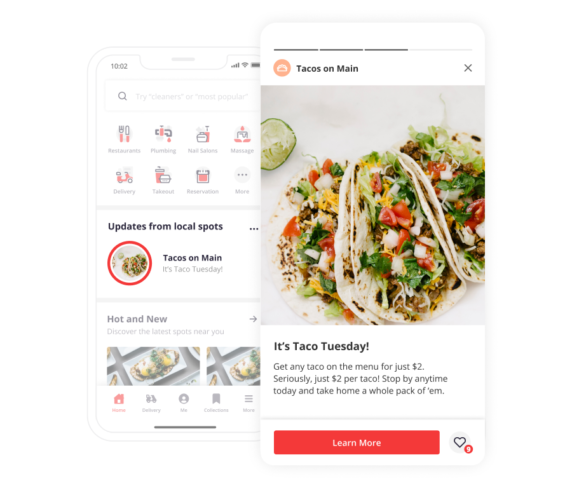 10:02
Try "cleaners" or "most popular"
Restaurants
Plumbing
Nail Salons
Massage
Delivery
Takeout
Reservation
More
Updates from local spots
Tacos on Main
It's Taco Tuesday!
Hot and New
Discover the latest spots near you
Home
Delivery
Me
Collections
More
Tacos on Main
It's Taco Tuesday!
Get any taco on the menu for just $2.
Seriously, just $2 per taco! Stop by anytime
today and take home a whole pack of 'em.
Learn More
9